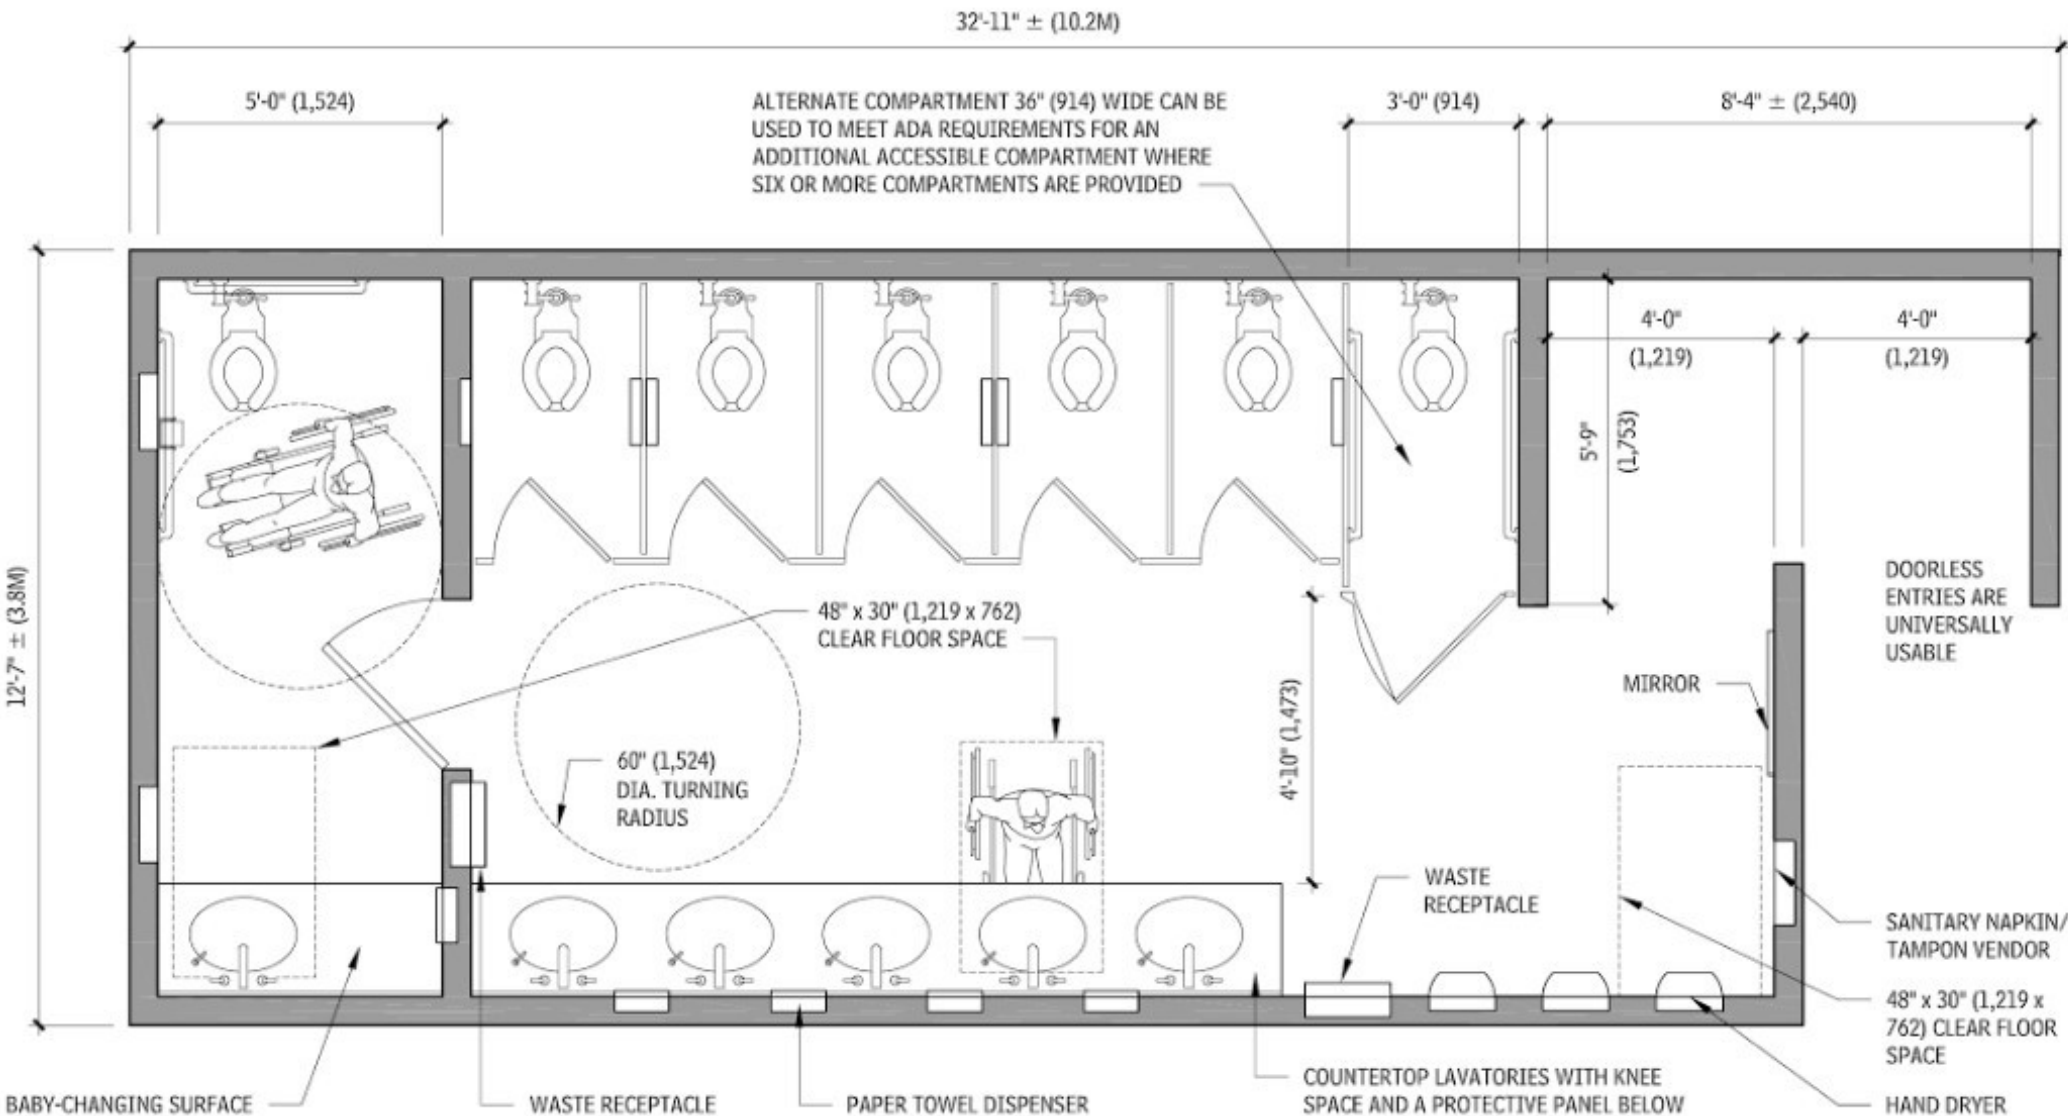 32'-11" ± (10.2M)
5'-0" (1,524)
ALTERNATE COMPARTMENT 36" (914) WIDE CAN BE
USED TO MEET ADA REQUIREMENTS FOR AN
ADDITIONAL ACCESSIBLE COMPARTMENT WHERE
SIX OR MORE COMPARTMENTS ARE PROVIDED
3'-0" (914)
8'-4" ± (2,540)
4'-0"
(1,219)
4'-0"
(1,219)
5'-9"
(1,753)
12'-7" ± (3.8M)
48" x 30" (1,219 x 762)
CLEAR FLOOR SPACE
DOORLESS
ENTRIES ARE
UNIVERSALLY
USABLE
MIRROR
4'-10" (1,473)
60" (1,524)
DIA. TURNING
RADIUS
WASTE
RECEPTACLE
SANITARY NAPKIN/
TAMPON VENDOR
48" x 30" (1,219 x
762) CLEAR FLOOR
SPACE
BABY-CHANGING SURFACE
WASTE RECEPTACLE
PAPER TOWEL DISPENSER
COUNTERTOP LAVATORIES WITH KNEE
SPACE AND A PROTECTIVE PANEL BELOW
HAND DRYER